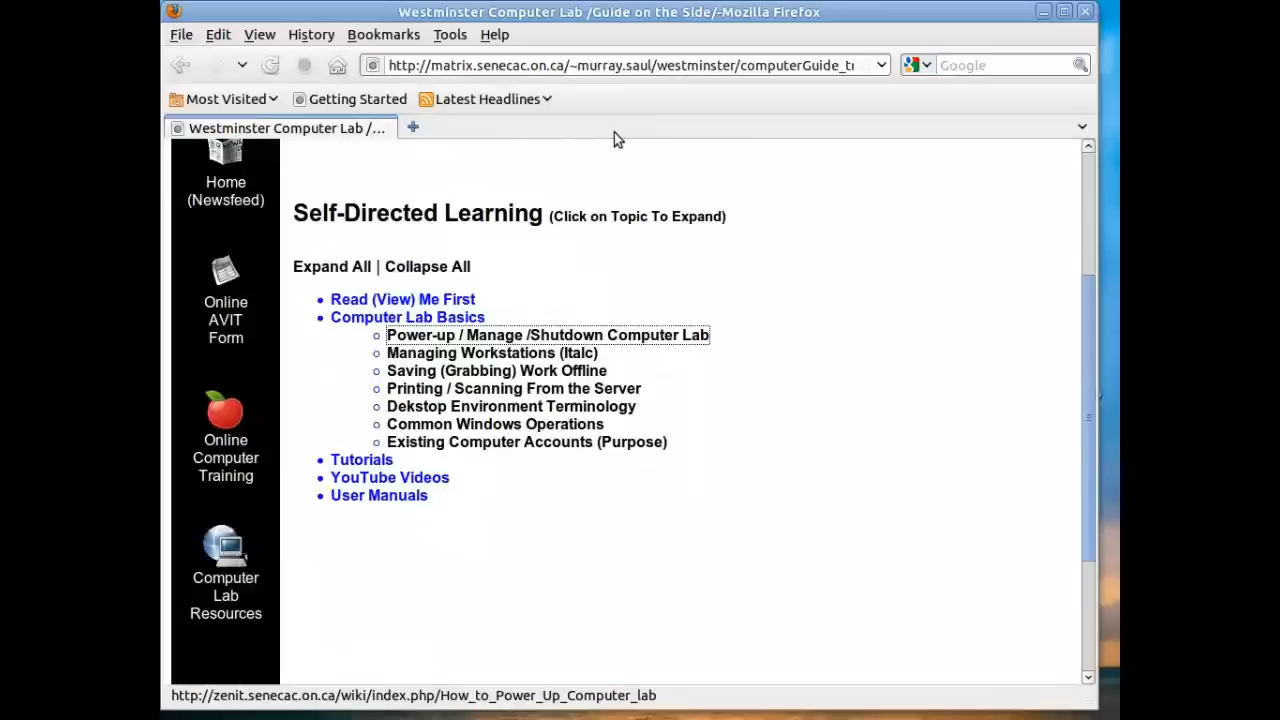 Westminster Computer Lab /Guide on the Side/-Mozilla Firefox
File Edit View History Bookmarks Tools Help
http://matrix.senecac.on.ca/~murray.saul/westminster/computerGuide_tr
Google
Most Visited Getting Started Latest Headlines
Westminster Computer Lab /...
Home
(Newsfeed)
Online
AVIT
Form
Online
Computer
Training
Computer
Lab
Resources
Self-Directed Learning (Click on Topic To Expand)
Expand All | Collapse All
Read (View) Me First
Computer Lab Basics
Power-up / Manage /Shutdown Computer Lab
Managing Workstations (Italc)
Saving (Grabbing) Work Offline
Printing / Scanning From the Server
Dekstop Environment Terminology
Common Windows Operations
Existing Computer Accounts (Purpose)
Tutorials
YouTube Videos
User Manuals
http://zenit.senecac.on.ca/wiki/index.php/How_to_Power_Up_Computer_lab